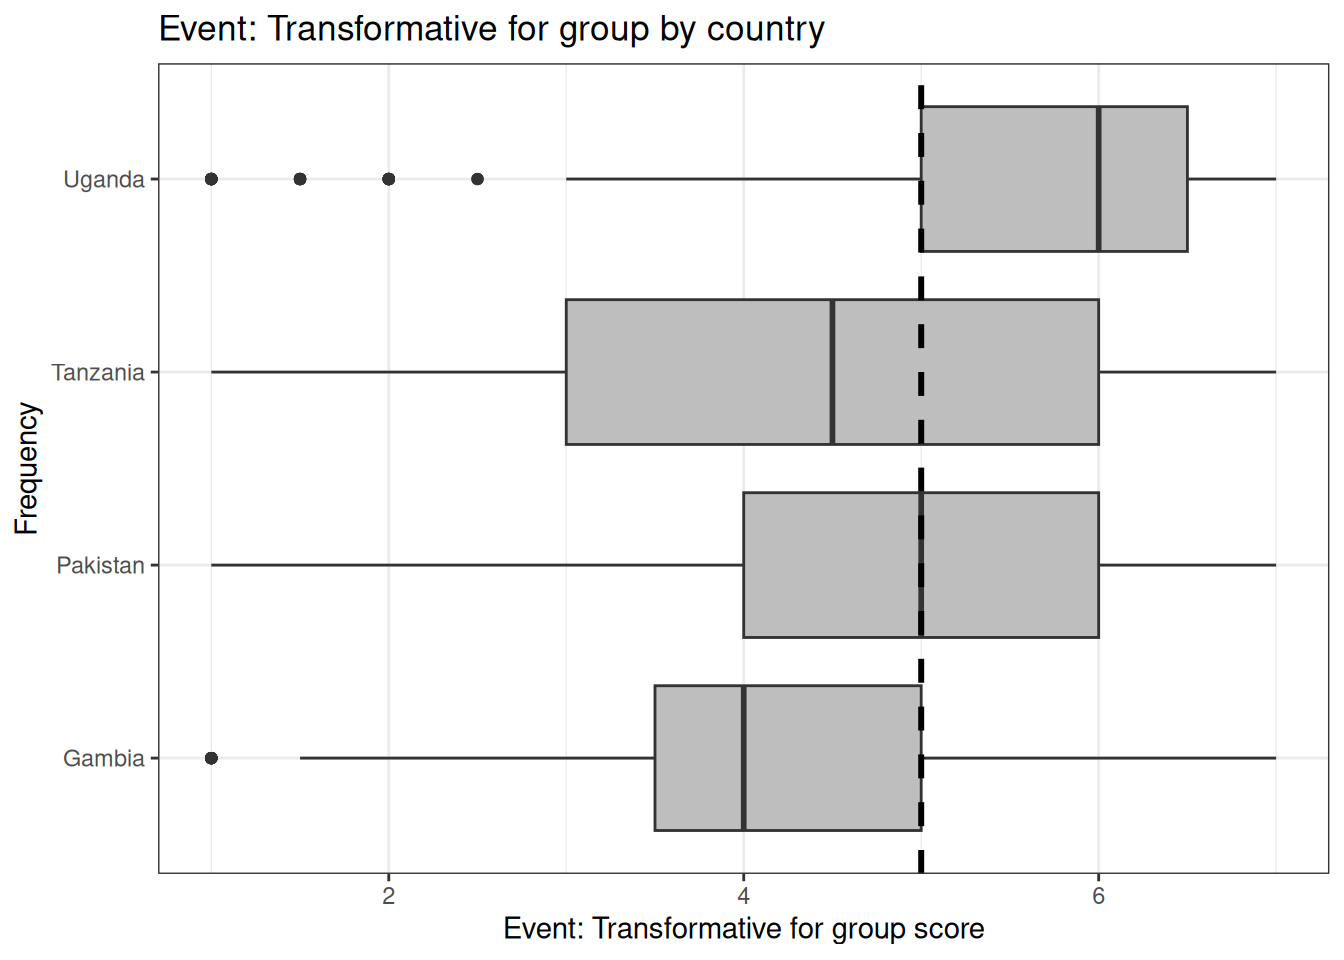 Event: Transformative for group by country
Uganda
Tanzania
Pakistan
Gambia
Frequency
2 4 6
Event: Transformative for group score